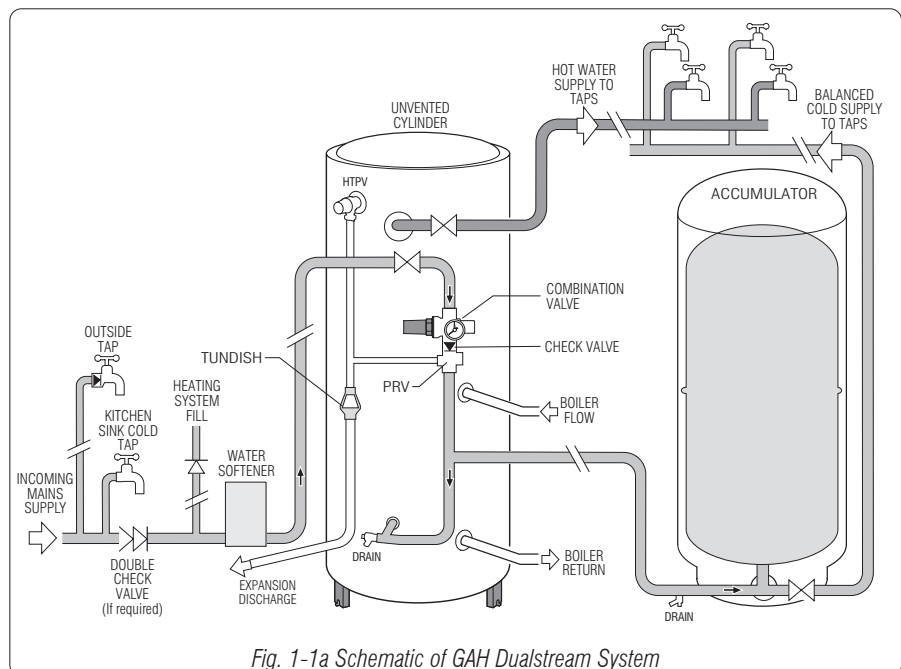 HOT WATER
SUPPLY TO
TAPS
BALANCED
COLD SUPPLY
TO TAPS
UNVENTED
CYLINDER
HTPV
ACCUMULATOR
COMBINATION
VALVE
CHECK VALVE
PRV
OUTSIDE
TAP
TUNDISH
HEATING
SYSTEM
FILL
KITCHEN
SINK COLD
TAP
BOILER
FLOW
WATER
SOFTENER
INCOMING
MAINS
SUPPLY
DOUBLE
CHECK
VALVE
(If required)
EXPANSION
DISCHARGE
DRAIN
BOILER
RETURN
DRAIN
Fig. 1-1a Schematic of GAH Dualstream System